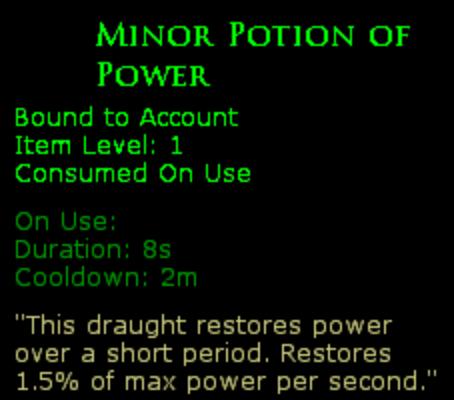 Minor Potion of
Power
Bound to Account
Item Level: 1
Consumed On Use
On Use:
Duration: 8s
Cooldown: 2m
"This draught restores power
over a short period. Restores
1.5% of max power per second."